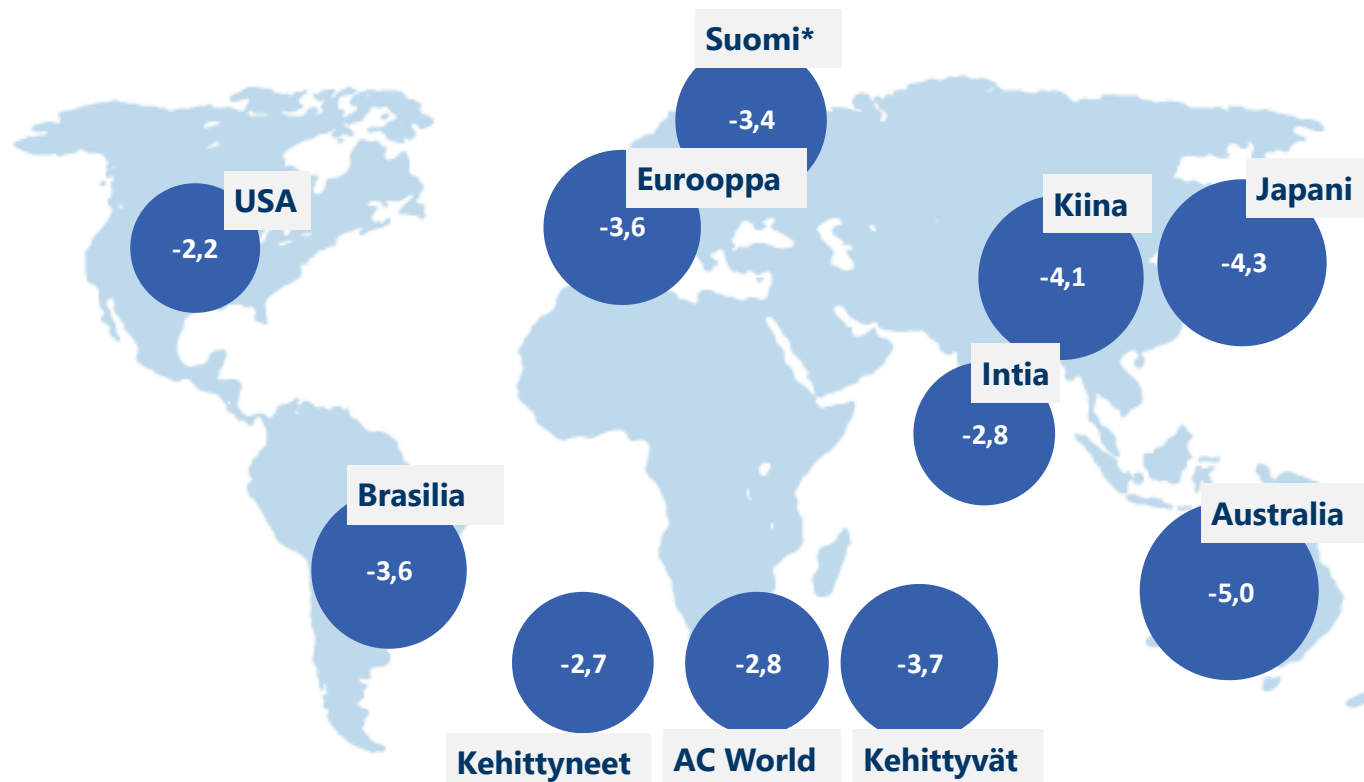 Suomi*
-3,4
Eurooppa
-3,6
USA
-2,2
Kiina
-4,1
Japani
-4,3
Intia
-2,8
Brasilia
-3,6
Australia
-5,0
-2,7
Kehittyneet
-2,8
AC World
-3,7
Kehittyvät